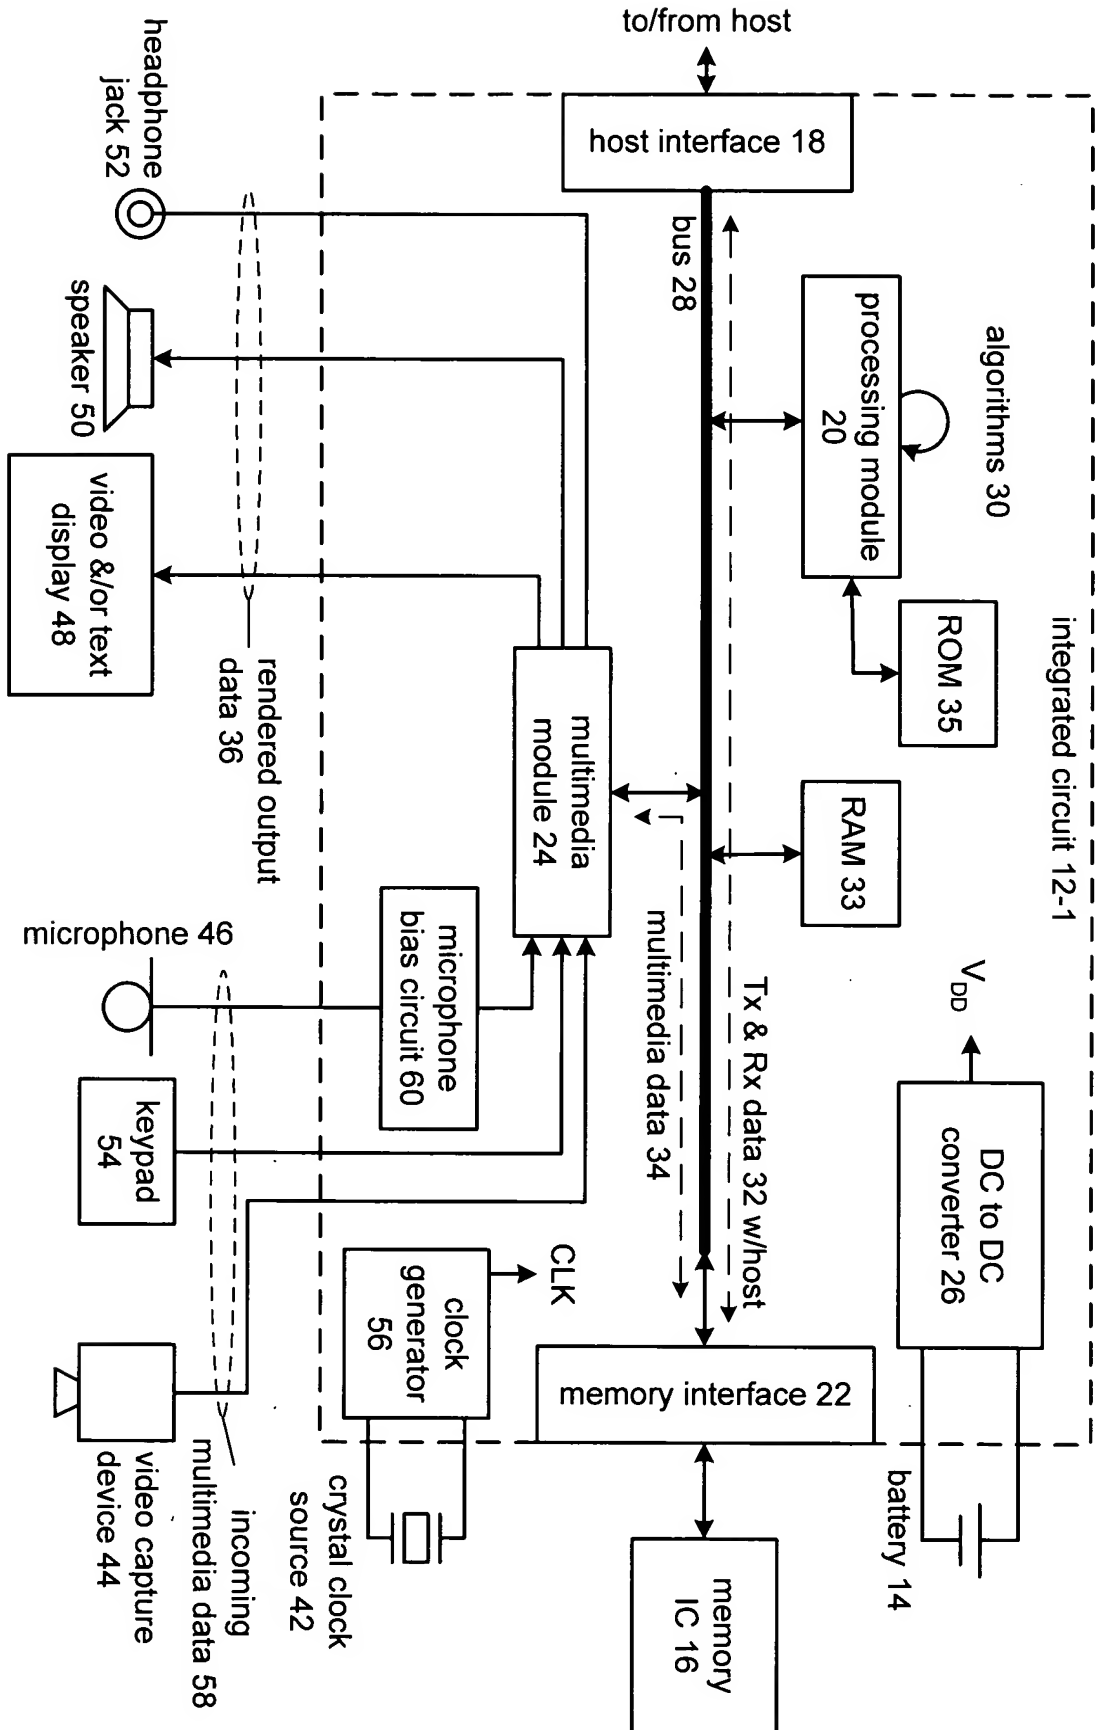 to/from host
host interface 18
headphone
jack 52
speaker 50
video &/or text
display 48
rendered output
data 36
bus 28
processing module
20
algorithms 30
ROM 35
integrated circuit 12-1
RAM 33
multimedia
module 24
multimedia data 34
Tx & Rx data 32 w/host
VDD
DC to DC
converter 26
battery 14
microphone 46
microphone
bias circuit 60
keypad
54
CLK
clock
generator
56
memory interface 22
memory
IC 16
crystal clock
source 42
incoming
multimedia data 58
video capture
device 44